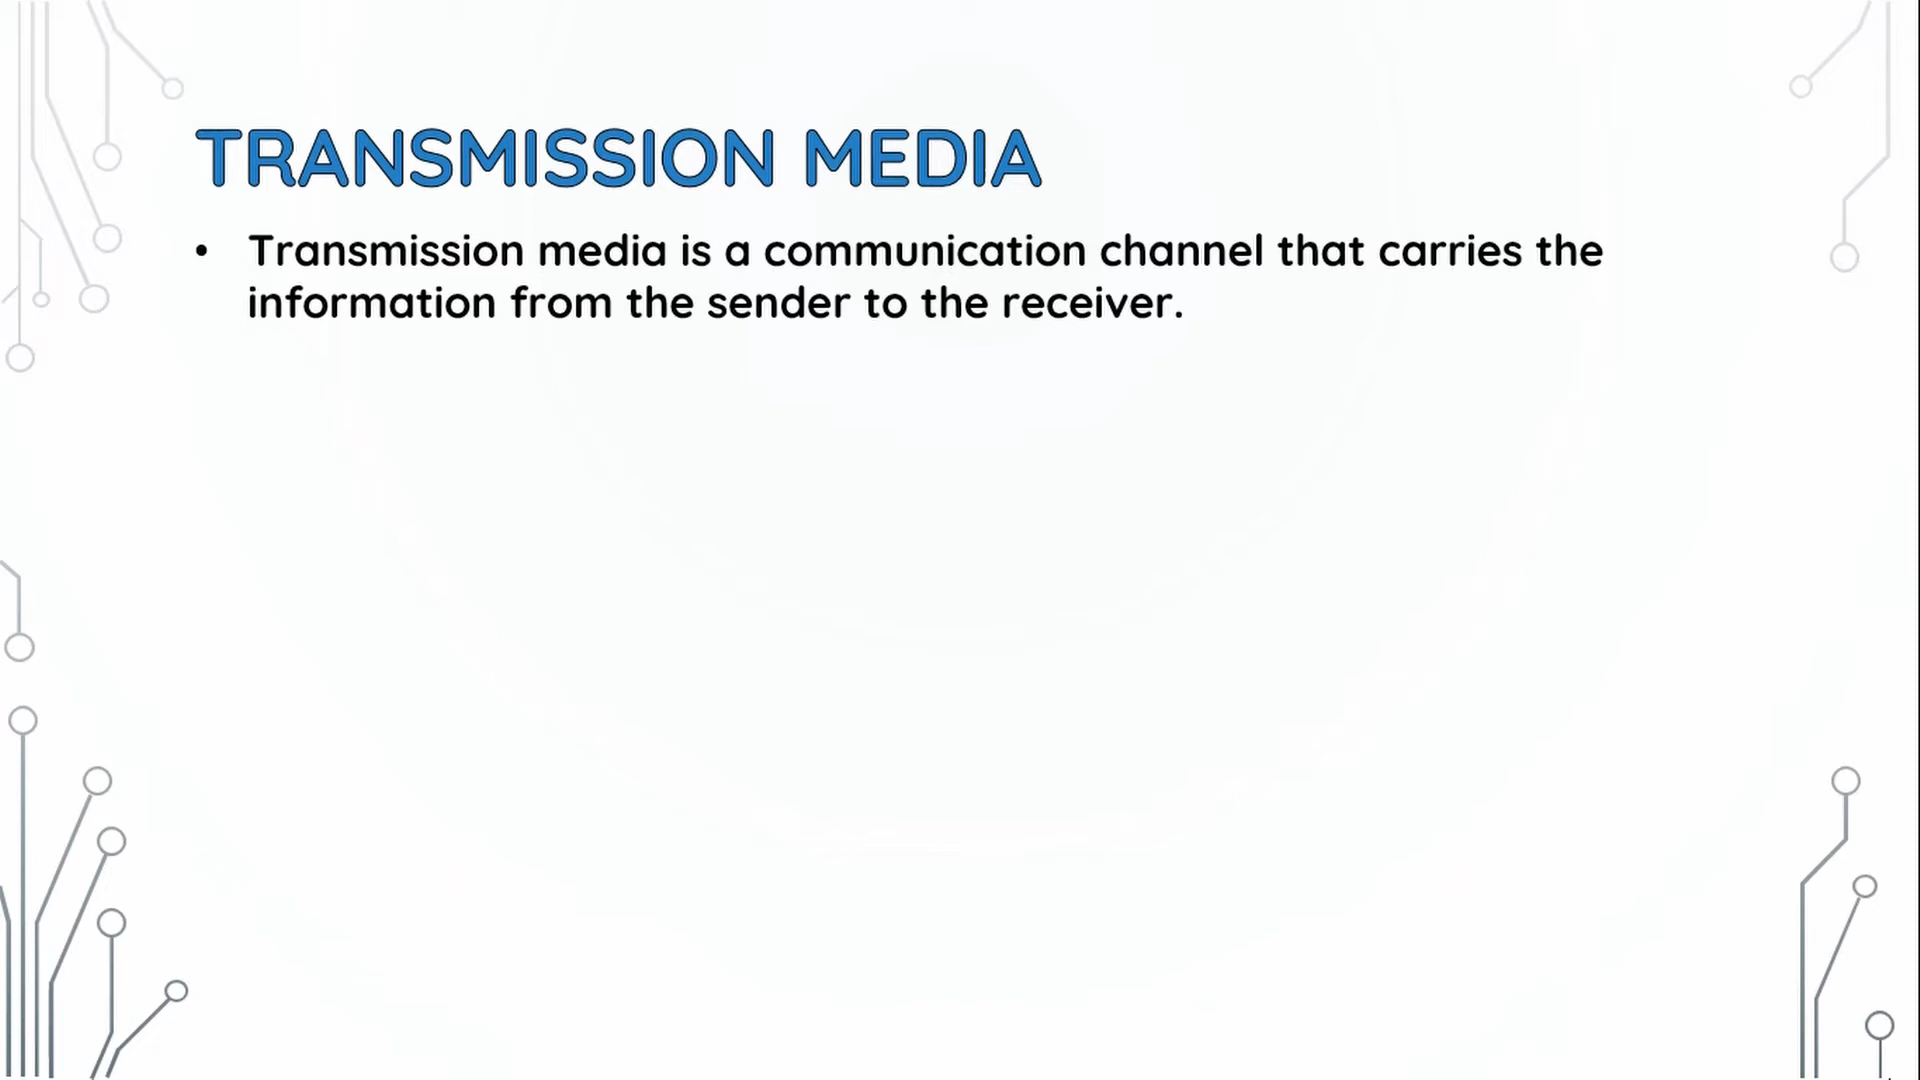 TRANSMISSION MEDIA
• Transmission media is a communication channel that carries the
information from the sender to the receiver.